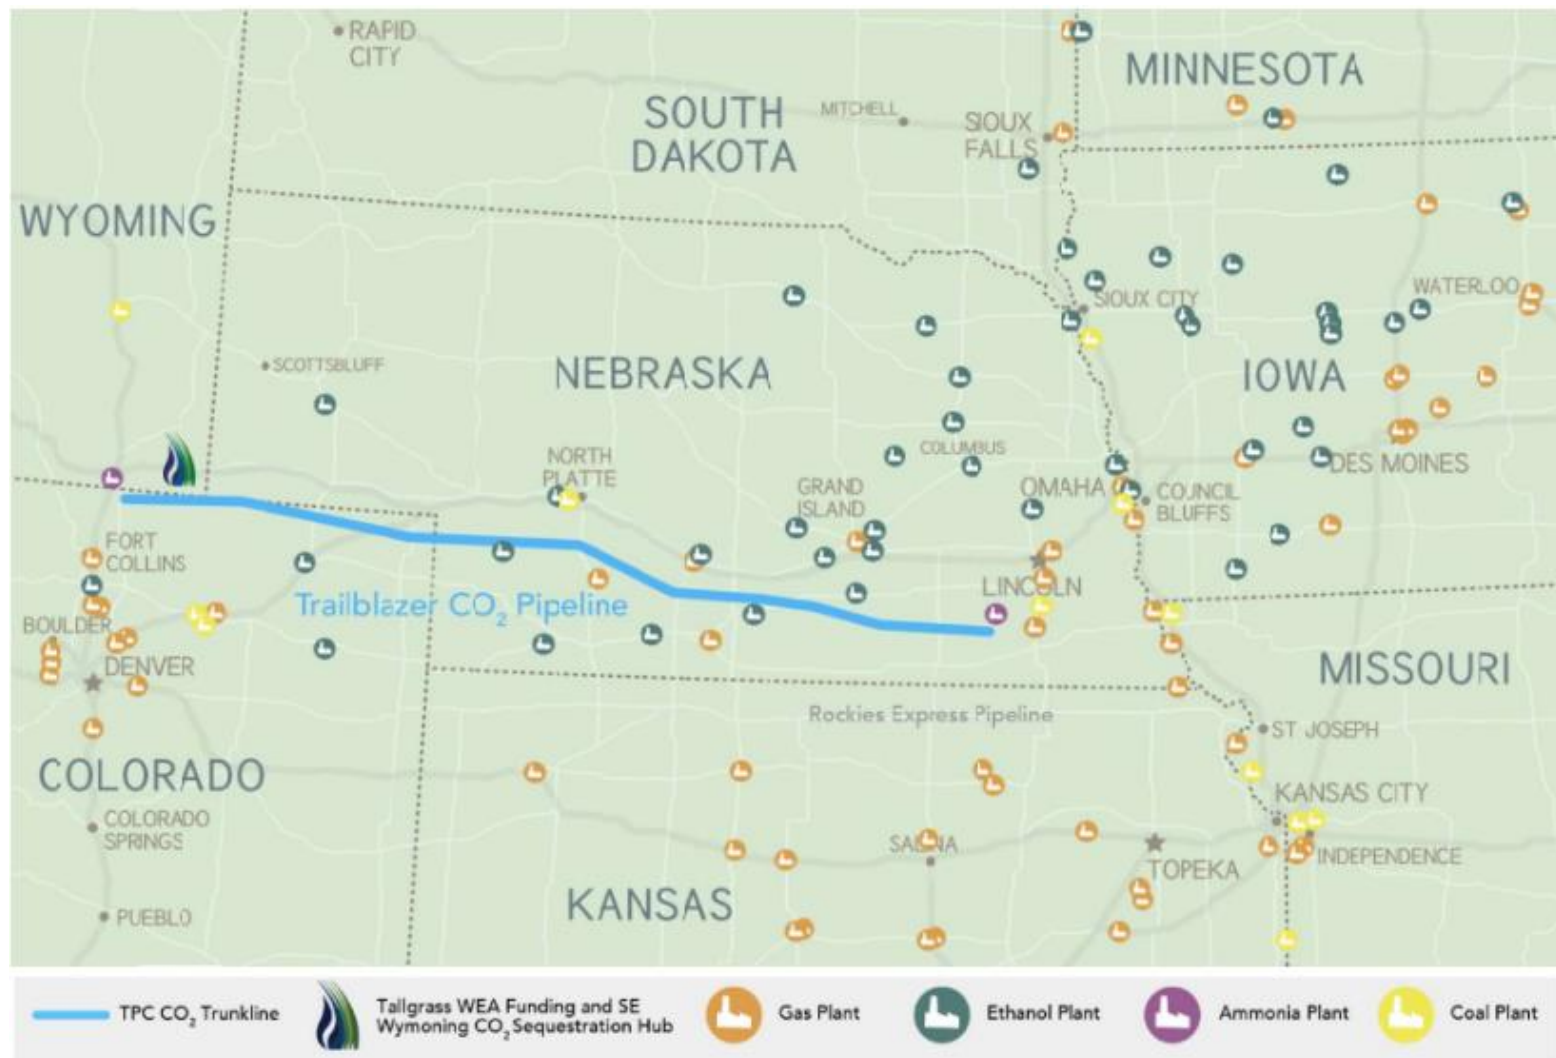 RAPID
CITY
MINNESOTA
SOUTH
DAKOTA
MITCHELL
SIOUX
FALLS
WYOMING
SIOUX CITY
WATERLOO
SCOTTSBLUFF
NEBRASKA
IOWA
COLUMBUS
NORTH
PLATTE
DES MOINES
GRAND
ISLAND
OMAHA
COUNCIL
BLUFFS
FORT
COLLINS
LINCOLN
Trailblazer CO₂ Pipeline
BOULDER
DENVER
MISSOURI
Rockies Express Pipeline
ST JOSEPH
COLORADO
KANSAS CITY
COLORADO
SPRINGS
SALINA
TOPEKA
INDEPENDENCE
KANSAS
PUEBLO
TPC CO₂ Trunkline
Tallgrass WEA Funding and SE
Wymoning CO₂ Sequestration Hub
Gas Plant
Ethanol Plant
Ammonia Plant
Coal Plant